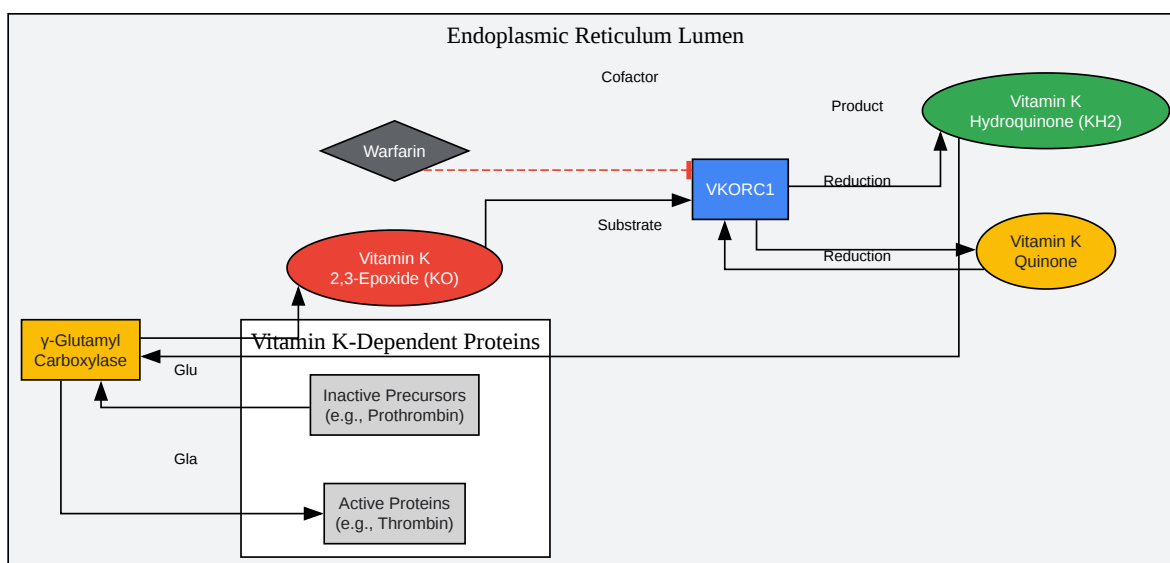 Endoplasmic Reticulum Lumen
Cofactor
Vitamin K
Hydroquinone (KH2)
Product
Warfarin
VKORC1
Reduction
Substrate
Vitamin K
2,3-Epoxide (KO)
Reduction
Vitamin K
Quinone
γ-Glutamyl
Carboxylase
Vitamin K-Dependent Proteins
Glu
Inactive Precursors
(e.g., Prothrombin)
Gla
Active Proteins
(e.g., Thrombin)